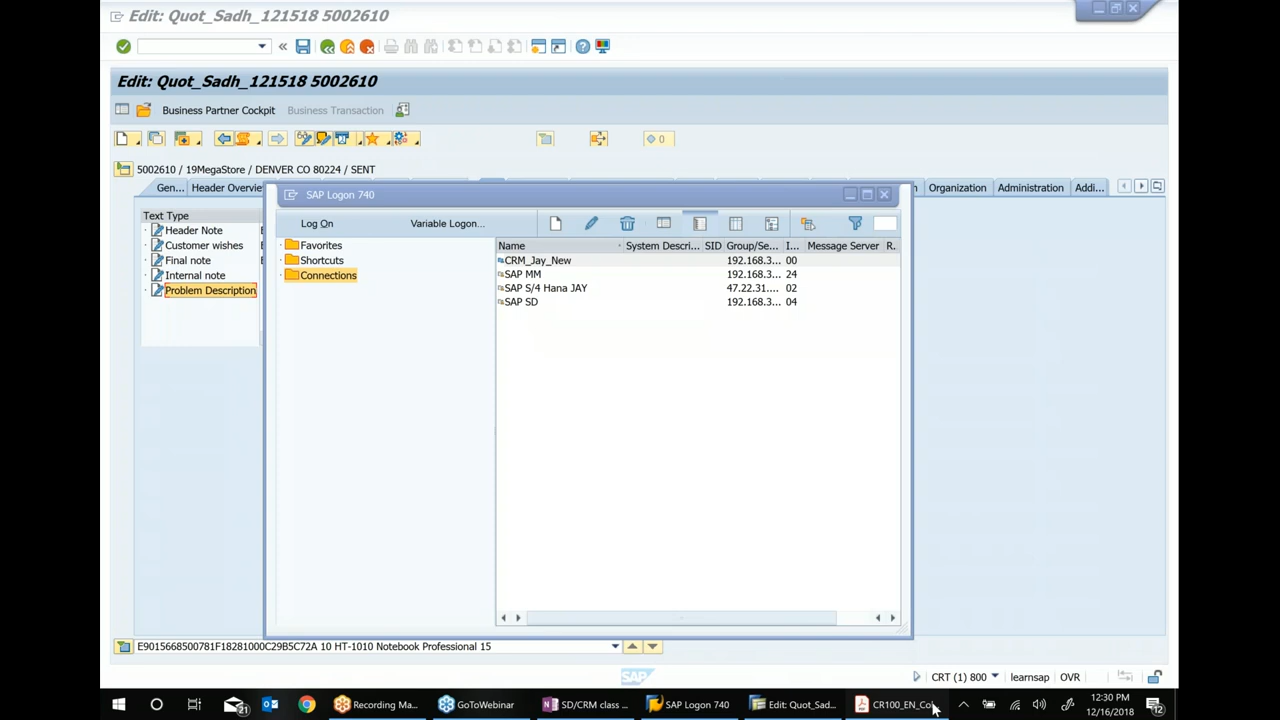 Edit: Quot_Sadh_121518 5002610
Edit: Quot_Sadh_121518 5002610
Business Partner Cockpit Business Transaction
0
5002610 / 19MegaStore / DENVER CO 80224 / SENT
Gen... Header Overvie Organization Administration Addi...
SAP Logon 740
Log On Variable Logon...
Text Type
Header Note
Customer wishes
Final note
Internal note
Problem Description
Favorites
Shortcuts
Connections
Name System Descri... SID Group/Se... I... Message Server R.
CRM_Jay_New 192.168.3... 00
SAP MM 192.168.3... 24
SAP S/4 Hana JAY 47.22.31.... 02
SAP SD 192.168.3... 04
E9015668500781F18281000C29B5C72A 10 HT-1010 Notebook Professional 15
SAP CRT (1) 800 learnsap OVR
21 Recording Ma... GoToWebinar SD/CRM class ... SAP Logon 740 Edit: Quot_Sad... CR100_EN_Col 12:30 PM
12/16/2018 12